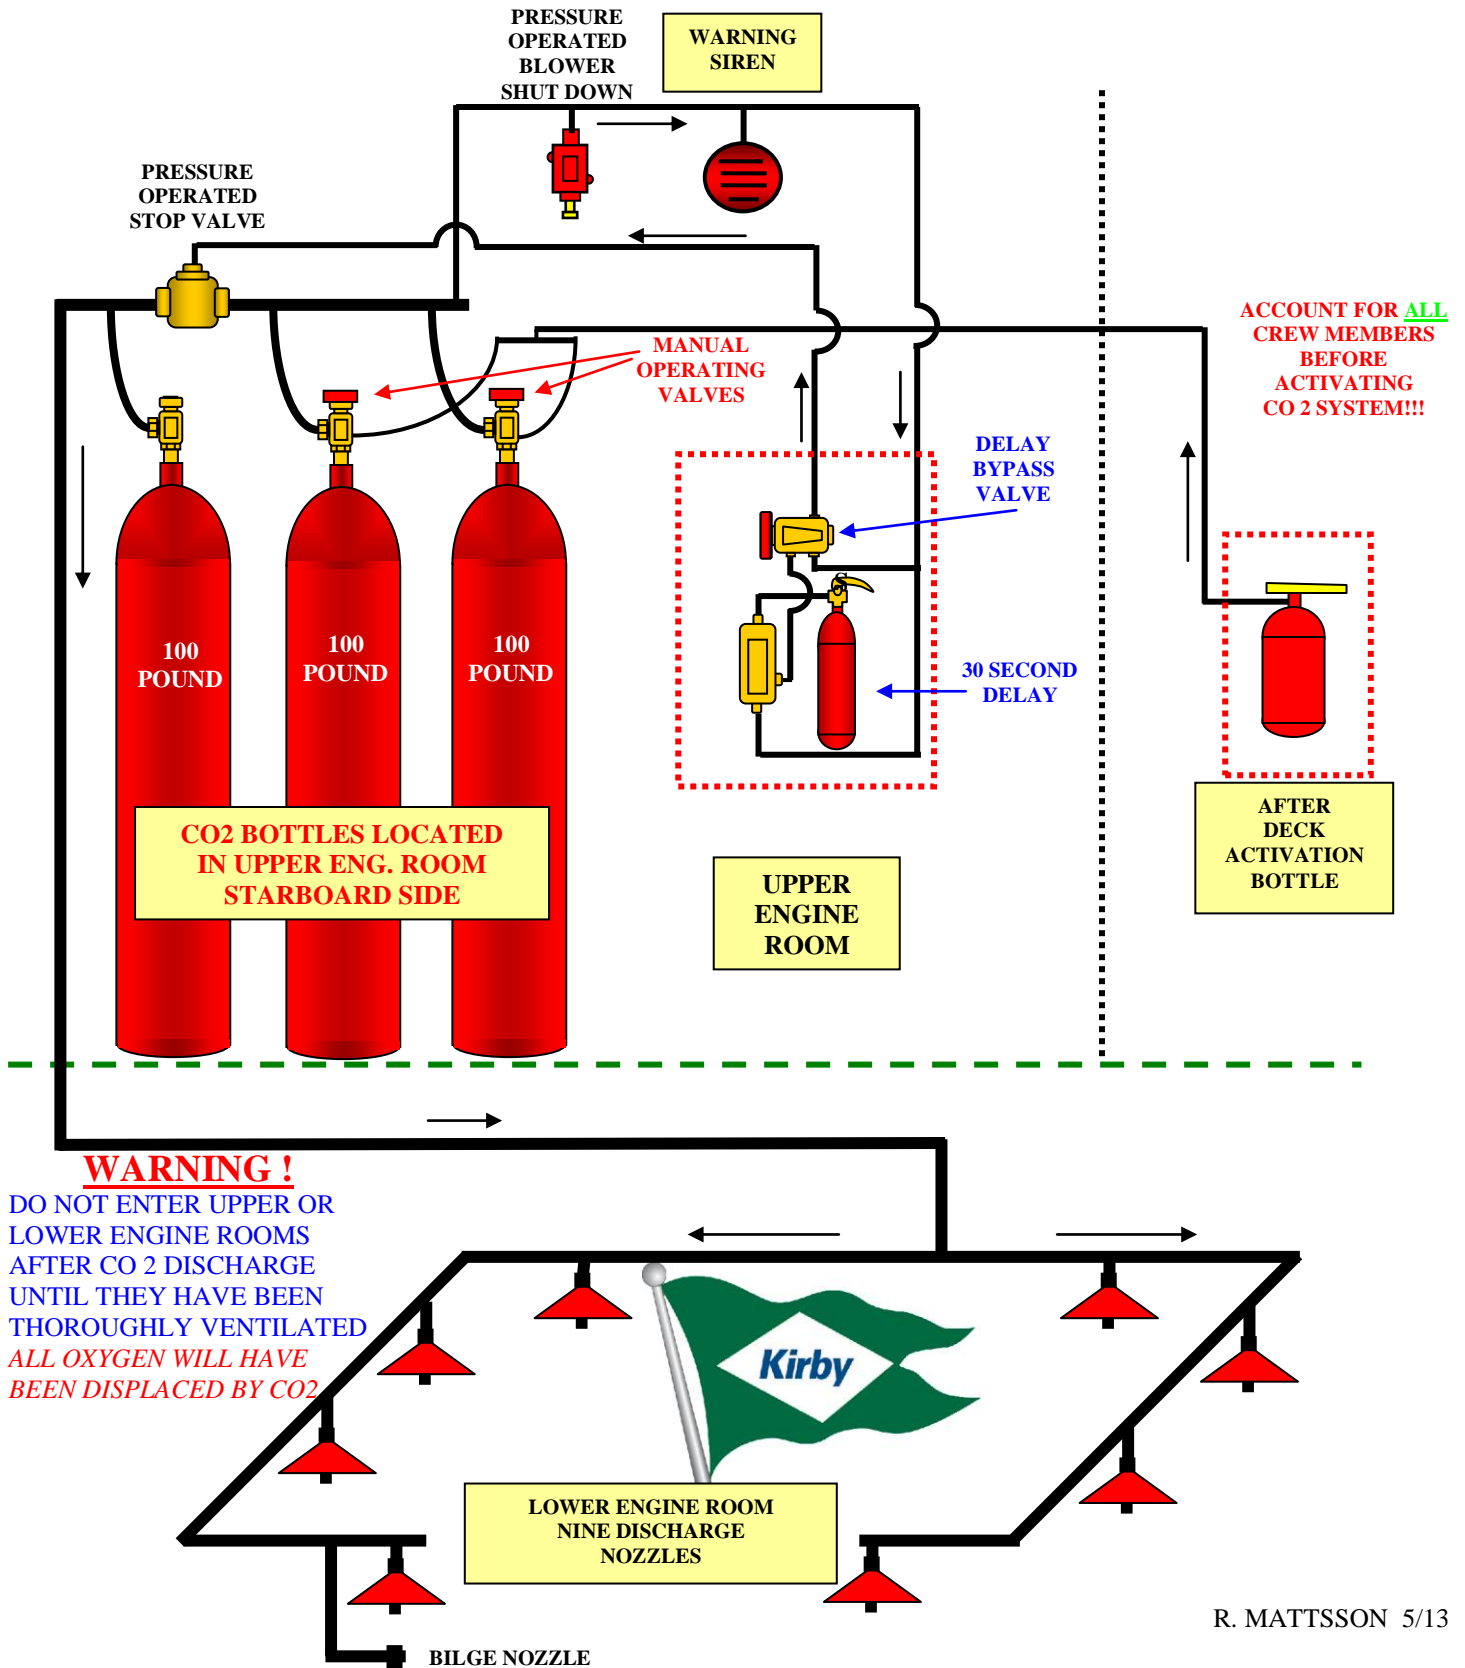 PRESSURE
OPERATED
BLOWER
SHUT DOWN
WARNING
SIREN
PRESSURE
OPERATED
STOP VALVE
MANUAL
OPERATING
VALVES
ACCOUNT FOR ALL
CREW MEMBERS
BEFORE
ACTIVATING
CO 2 SYSTEM!!!
DELAY
BYPASS
VALVE
S
100
POUND
100
POUND
100
POUND
30 SECOND
DELAY
CO2 BOTTLES LOCATED
IN UPPER ENG. ROOM
STARBOARD SIDE
UPPER
ENGINE
ROOM
AFTER
DECK
ACTIVATION
BOTTLE
WARNING !
DO NOT ENTER UPPER OR
LOWER ENGINE ROOMS
AFTER CO 2 DISCHARGE
UNTIL THEY HAVE BEEN
THOROUGHLY VENTILATED
ALL OXYGEN WILL HAVE
BEEN DISPLACED BY CO2
Kirby
LOWER ENGINE ROOM
NINE DISCHARGE
NOZZLES
BILGE NOZZLE
R. MATTSSON 5/13